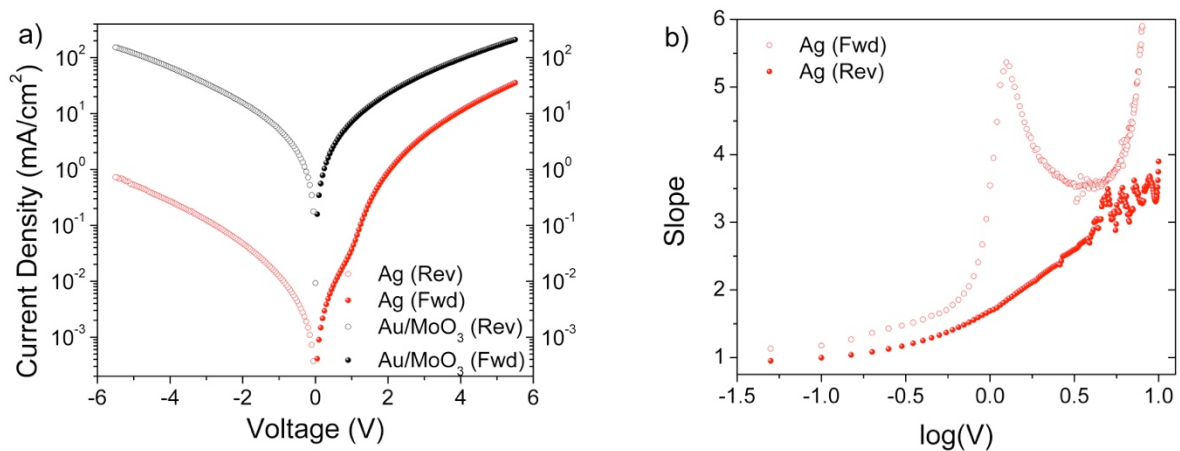 a)
Current Density (mA/cm²)
10²
10¹
10⁰
10⁻¹
10⁻²
10⁻³
10²
10¹
10⁰
10⁻¹
10⁻²
10⁻³
Ag (Rev)
Ag (Fwd)
Au/MoO₃ (Rev)
Au/MoO₃ (Fwd)
-6 -4 -2 0 2 4 6
Voltage (V)
b)
Slope
6
5
4
3
2
1
Ag (Fwd)
Ag (Rev)
-1.5 -1.0 -0.5 0.0 0.5 1.0
log(V)